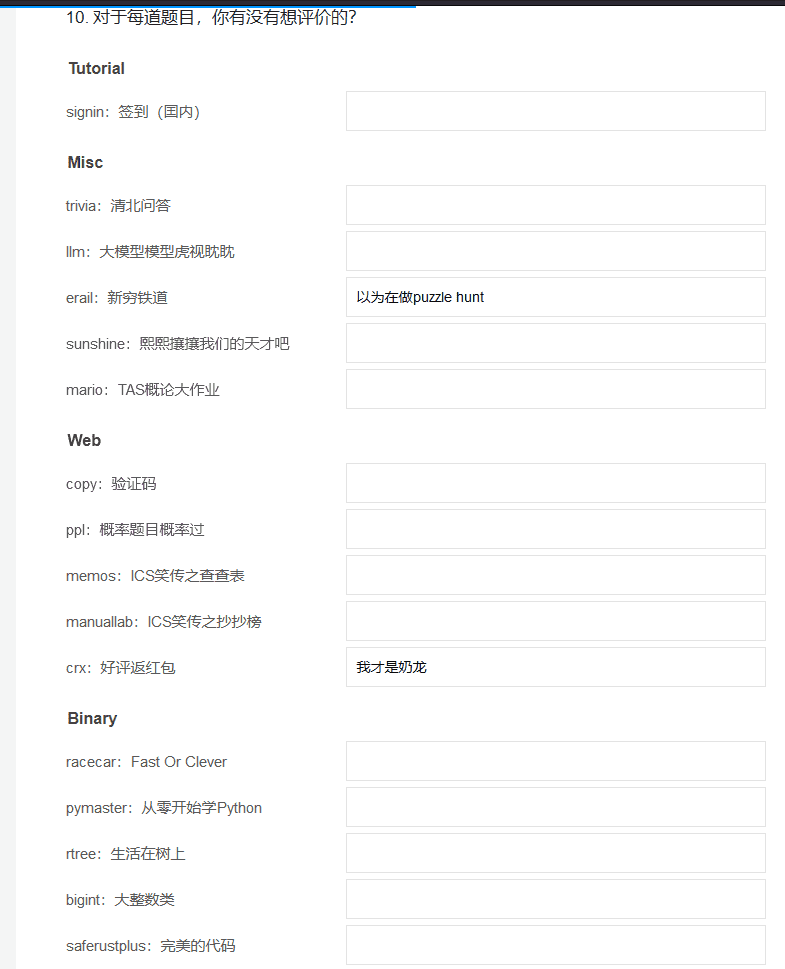 10. 对于每道题目，你有没有想评价的？
Tutorial
signin：签到（囯内）
Misc
trivia：清北问答
llm：大模型模型虎视眈眈
erail：新穷铁道
以为在做puzzle hunt
sunshine：熙熙攘攘我们的天才吧
mario：TAS概论大作业
Web
copy：验证码
ppl：概率题目概率过
memos：ICS笑传之查查表
manuallab：ICS笑传之抄抄榜
crx：好评返红包
我才是奶龙
Binary
racecar：Fast Or Clever
pymaster：从零开始学Python
rtree：生活在树上
bigint：大整数类
saferustplus：完美的代码